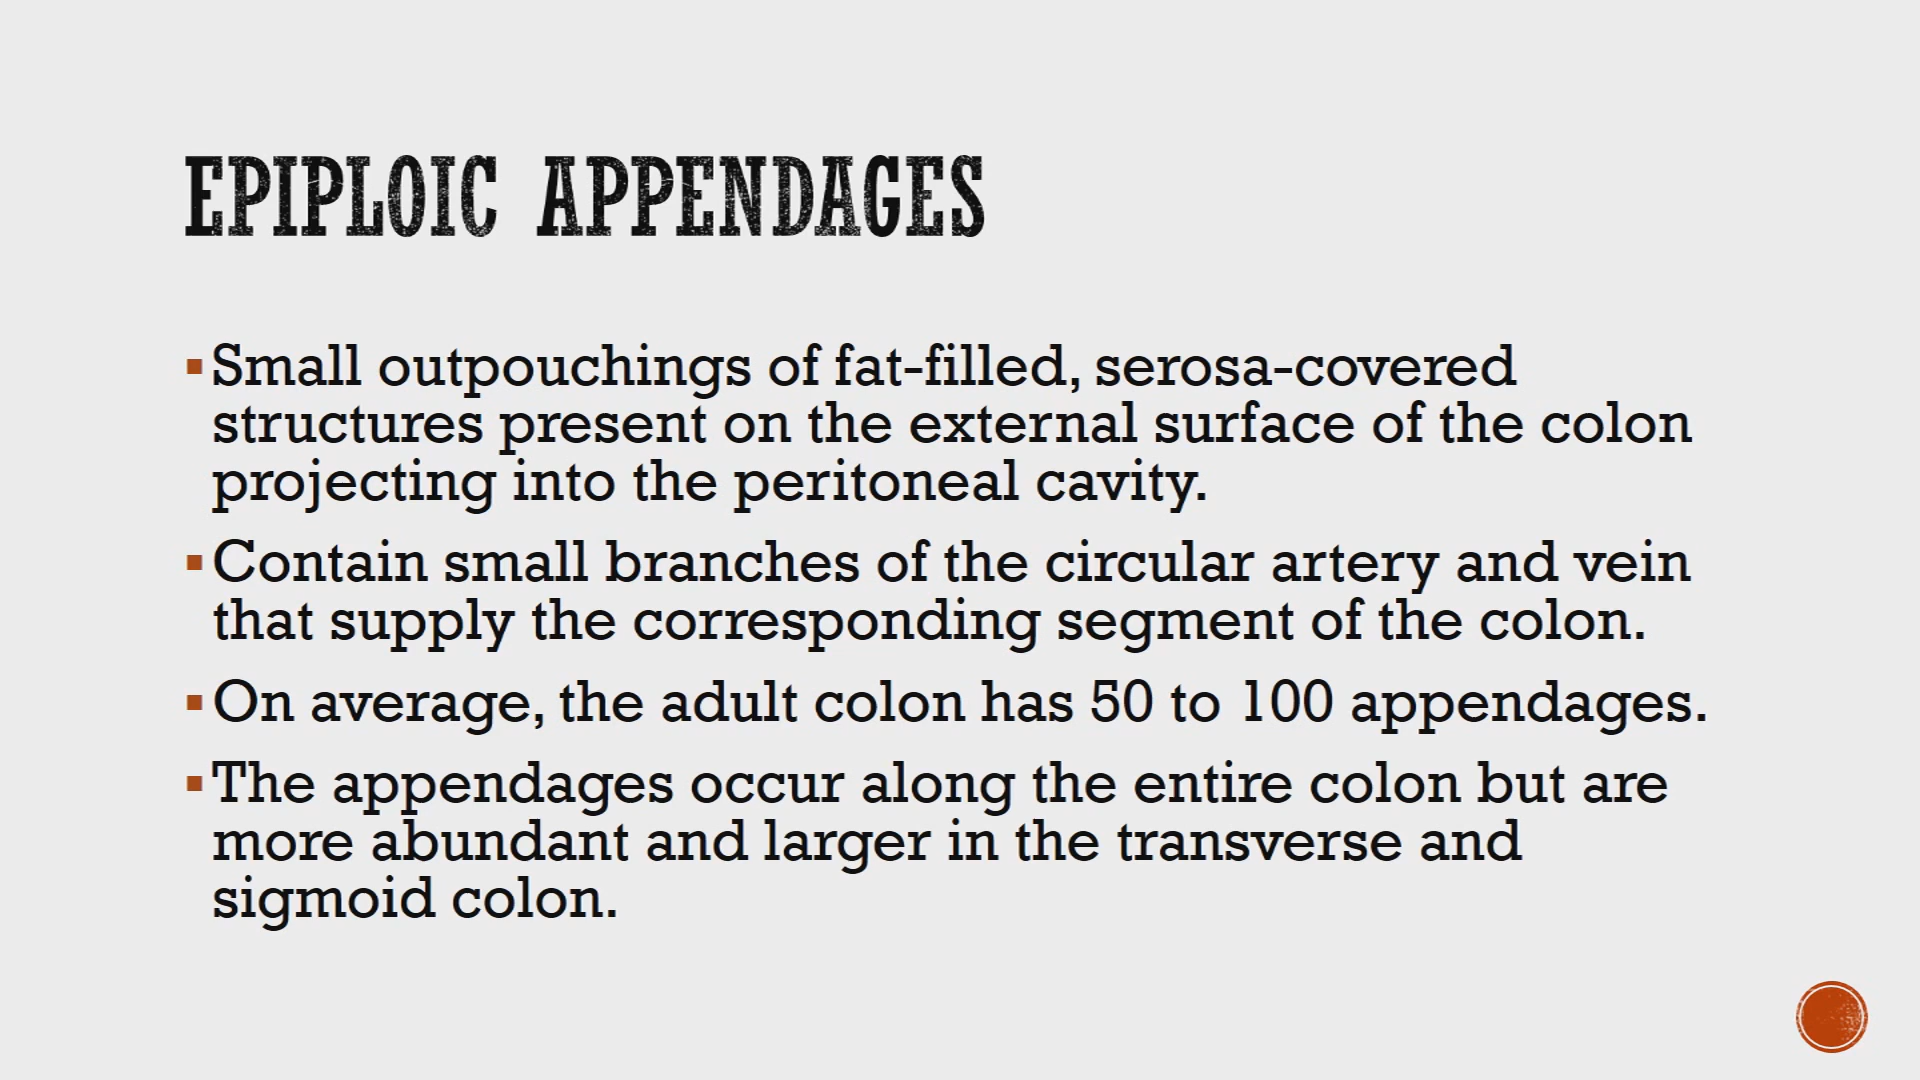 EPIPLOIC APPENDAGES
▪Small outpouchings of fat-filled, serosa-covered
structures present on the external surface of the colon
projecting into the peritoneal cavity.
▪Contain small branches of the circular artery and vein
that supply the corresponding segment of the colon.
▪On average, the adult colon has 50 to 100 appendages.
▪The appendages occur along the entire colon but are
more abundant and larger in the transverse and
sigmoid colon.